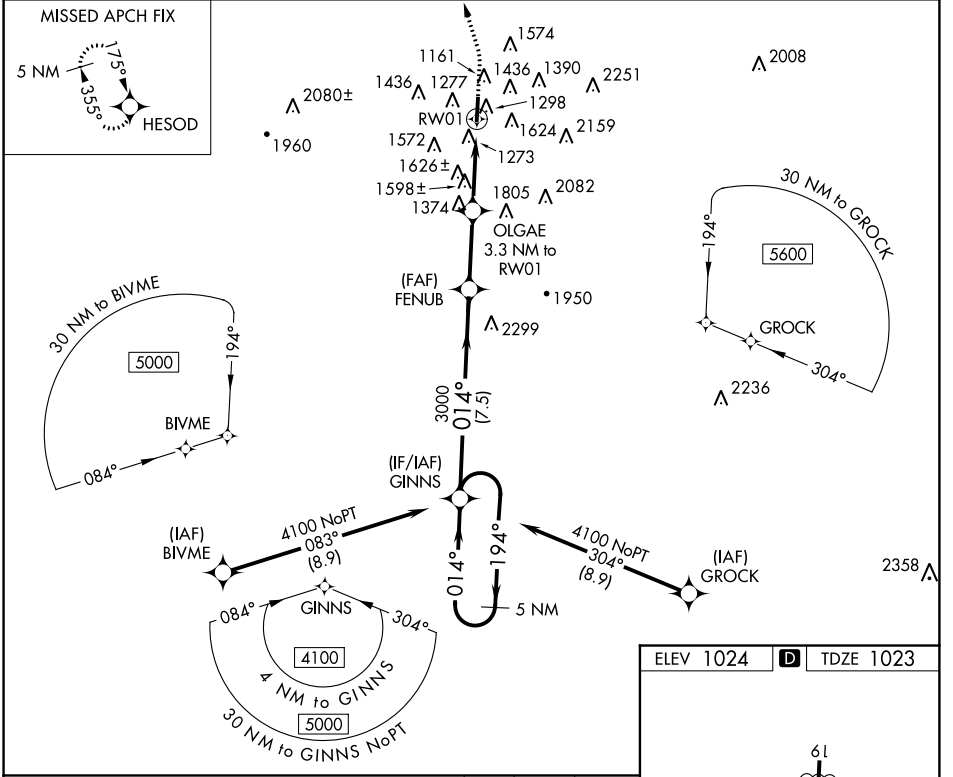 MISSED APCH FIX
5 NM
175°
355°
HESOD
2080±
1960
1574
1161
1436
1277
1436
1390
2251
2008
1298
RW01
1624
2159
1572
1273
1626±
1598±
1374
1805
2082
OLGAE
3.3 NM to
RW01
(FAF)
FENUB
1950
2299
30 NM to GROCK
194°
5600
GROCK
304°
2236
30 NM to BIVME
194°
5000
BIVME
084°
3000
014°
(7.5)
(IF/IAF)
GINNS
4100 NoPT
083°
(8.9)
(IAF)
BIVME
014°
194°
5 NM
4100 NoPT
304°
(8.9)
(IAF)
GROCK
2358
084°
GINNS
304°
4100
4 NM to GINNS
5000
30 NM to GINNS NoPT
ELEV 1024
D
TDZE 1023
19